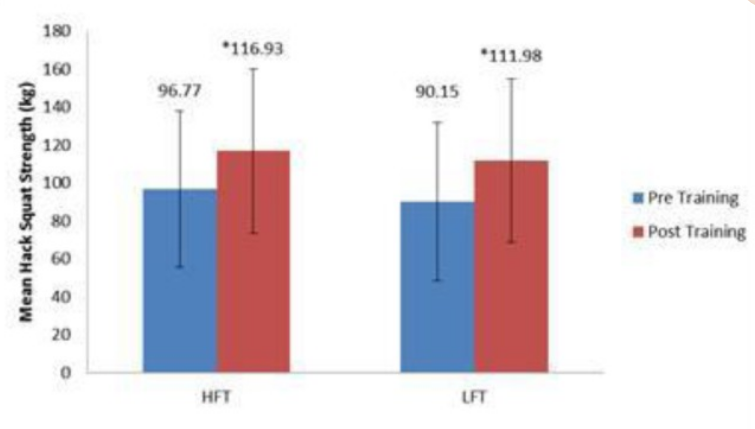 Mean Hack Squat Strength (kg)
180
160
140
120
100
80
60
40
20
0
96.77
*116.93
90.15
*111.98
HFT
LFT
Pre Training
Post Training